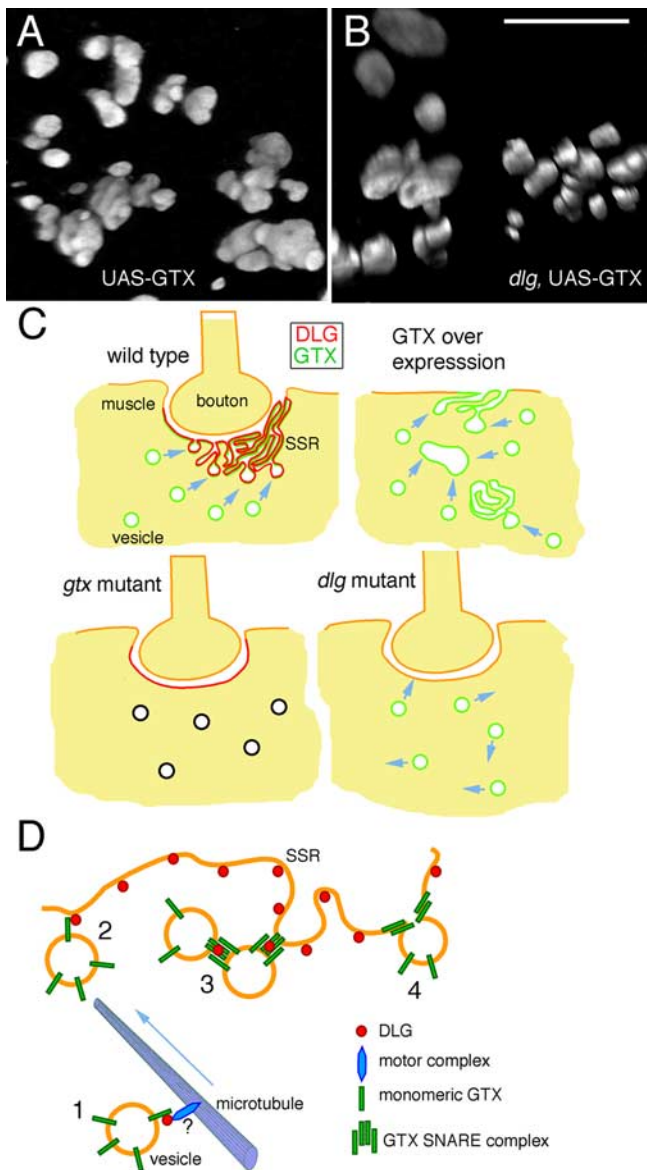 A
B
UAS-GTX
dlg, UAS-GTX
C
wild type
DLG
GTX
GTX over
expresssion
muscle
bouton
SSR
vesicle
gtx mutant
dlg mutant
D
SSR
2
3
4
DLG
motor complex
monomeric GTX
GTX SNARE complex
1
?
microtubule
vesicle